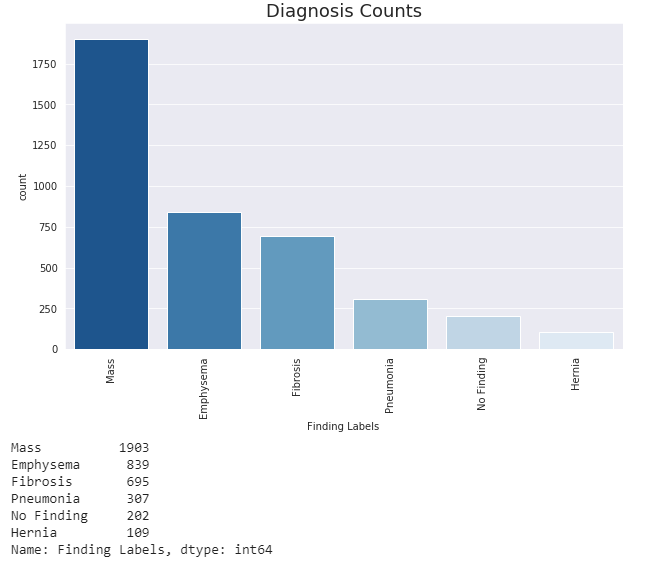 Diagnosis Counts
1750
1500
1250
1000
750
500
250
0
count
Mass
Emphysema
Fibrosis
Pneumonia
No Finding
Hernia
Finding Labels
Mass 1903
Emphysema 839
Fibrosis 695
Pneumonia 307
No Finding 202
Hernia 109
Name: Finding Labels, dtype: int64